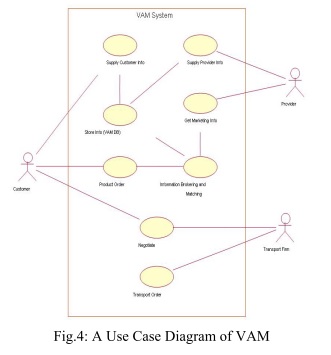 VAM System
Supply Customer Info
Supply Provider Info
Provider
Store Info (VAM DB)
Get Marketing Info
Customer
Product Order
Information Brokering and
Matching
Negotiate
Transport Firm
Transport Order
Fig.4: A Use Case Diagram of VAM